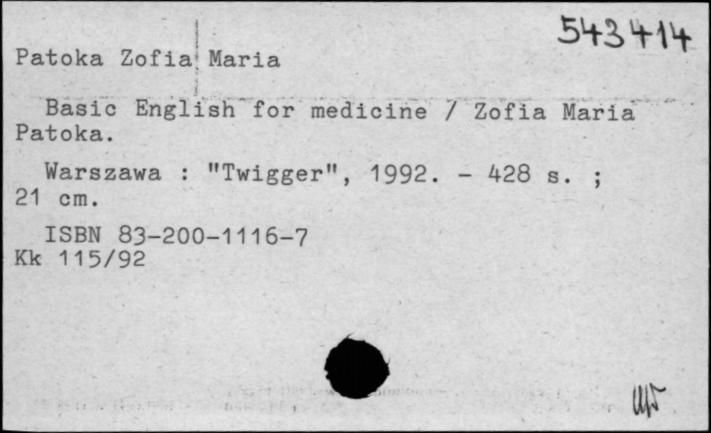 543414
Patoka Zofia Maria
Basic English for medicine / Zofia Maria
Patoka.
Warszawa : "Twigger", 1992. - 428 s. ;
21 cm.
ISBN 83-200-1116-7
Kk 115/92